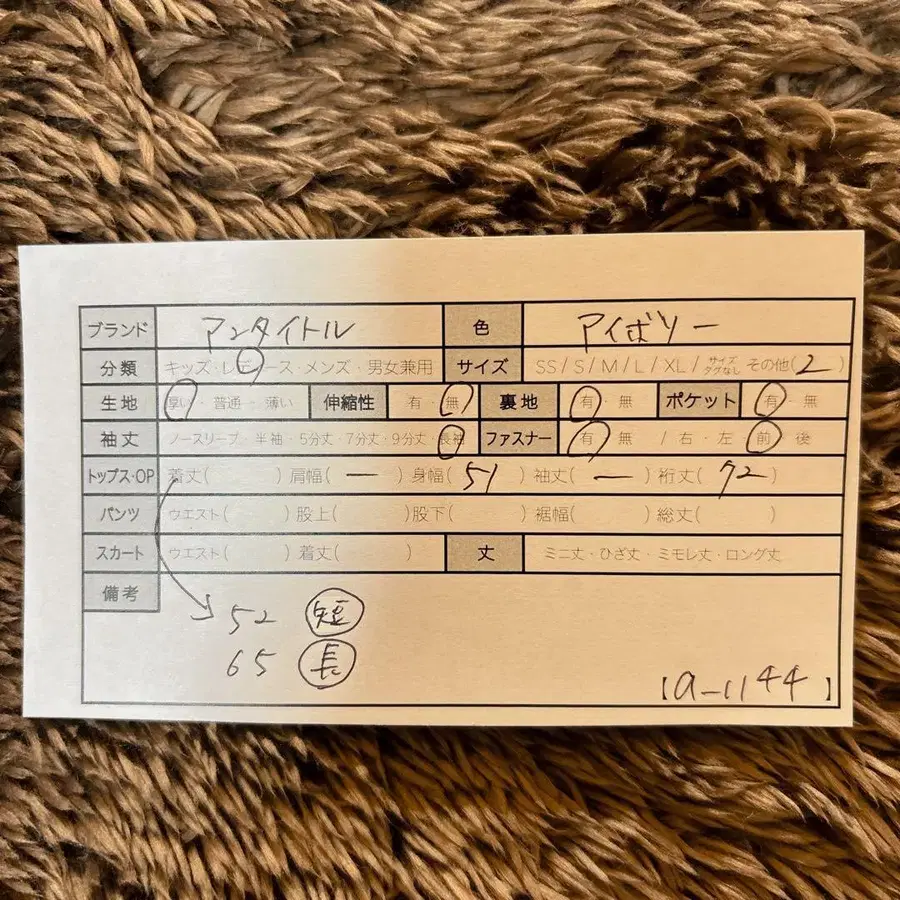 ブランド アンタイトル 色 アイボリー
分類 キッズ・レディース・メンズ・男女兼用 サイズ SS / S / M / L / XL / サイズタグなし その他( 2 )
生地 厚い・普通・薄い 伸縮性 有・無 裏地 有・無 ポケット 有・無
袖丈 ノースリーブ・半袖・5分丈・7分丈・9分丈・長袖 ファスナー 有・無 / 右・左・前・後
トップス・OP 着丈( ) 肩幅( ー ) 身幅( 51 ) 袖丈( ー ) 裄丈( 72 )
パンツ ウエスト( ) 股上( ) 股下( ) 裾幅( ) 総丈( )
スカート ウエスト( ) 着丈( ) 丈 ミニ丈・ひざ丈・ミモレ丈・ロング丈
備考
52 短
65 長
【a-1144】